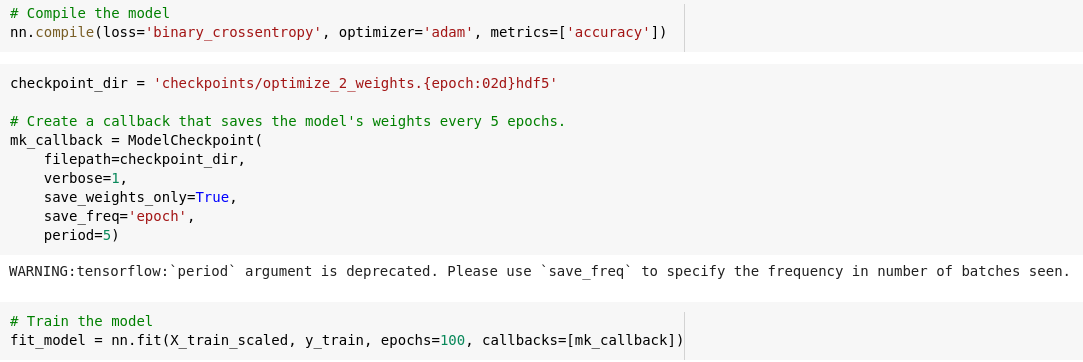 # Compile the model
nn.compile(loss='binary_crossentropy', optimizer='adam', metrics=['accuracy'])
checkpoint_dir = 'checkpoints/optimize_2_weights.{epoch:02d}hdf5'
# Create a callback that saves the model's weights every 5 epochs.
mk_callback = ModelCheckpoint(
    filepath=checkpoint_dir,
    verbose=1,
    save_weights_only=True,
    save_freq='epoch',
    period=5)
WARNING:tensorflow:`period` argument is deprecated. Please use `save_freq` to specify the frequency in number of batches seen.
# Train the model
fit_model = nn.fit(X_train_scaled, y_train, epochs=100, callbacks=[mk_callback])